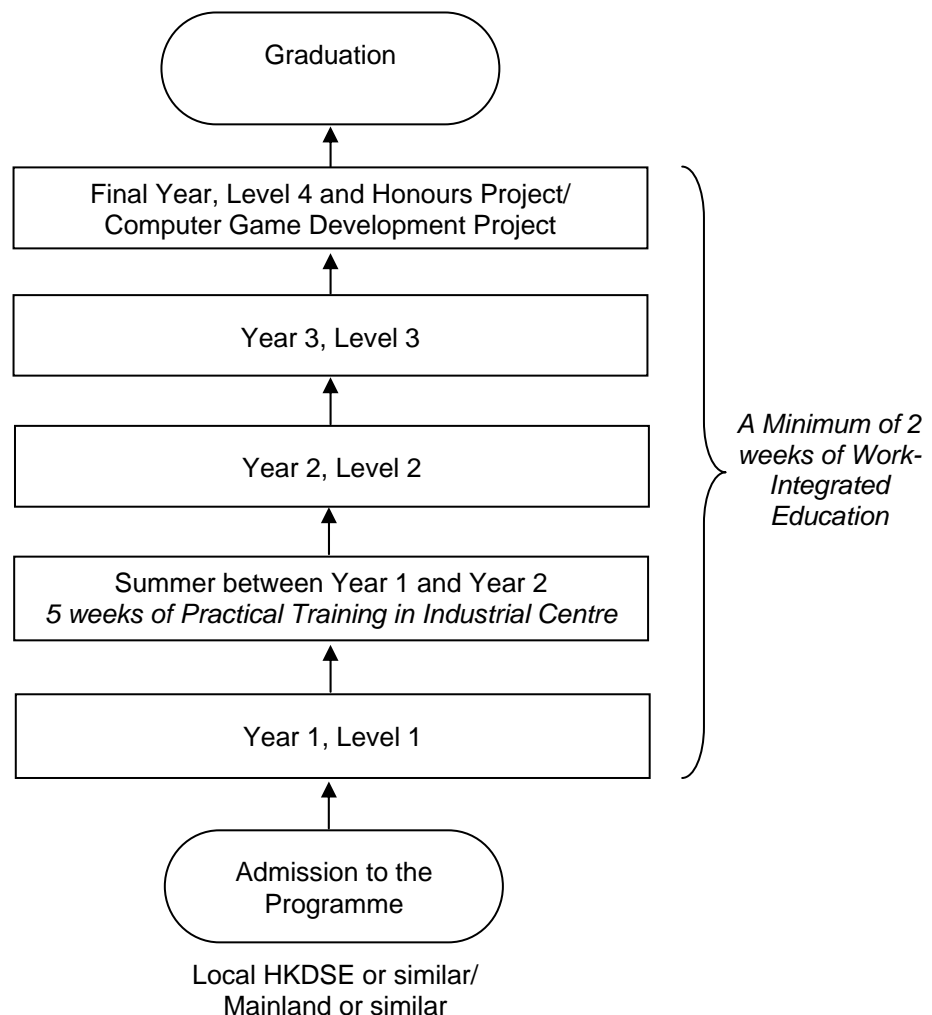 Graduation
Final Year, Level 4 and Honours Project/
Computer Game Development Project
Year 3, Level 3
Year 2, Level 2
Summer between Year 1 and Year 2
5 weeks of Practical Training in Industrial Centre
Year 1, Level 1
Admission to the
Programme
Local HKDSE or similar/
Mainland or similar
A Minimum of 2
weeks of Work-
Integrated
Education